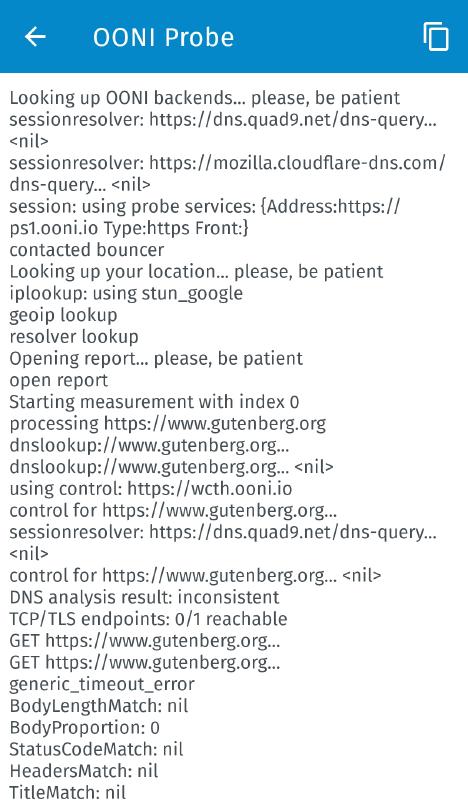 OONI Probe
Looking up OONI backends... please, be patient
sessionresolver: https://dns.quad9.net/dns-query...
<nil>
sessionresolver: https://mozilla.cloudflare-dns.com/
dns-query... <nil>
session: using probe services: {Address:https://
ps1.ooni.io Type:https Front:}
contacted bouncer
Looking up your location... please, be patient
iplookup: using stun_google
geoip lookup
resolver lookup
Opening report... please, be patient
open report
Starting measurement with index 0
processing https://www.gutenberg.org
dnslookup://www.gutenberg.org...
dnslookup://www.gutenberg.org... <nil>
using control: https://wcth.ooni.io
control for https://www.gutenberg.org...
sessionresolver: https://dns.quad9.net/dns-query...
<nil>
control for https://www.gutenberg.org... <nil>
DNS analysis result: inconsistent
TCP/TLS endpoints: 0/1 reachable
GET https://www.gutenberg.org...
GET https://www.gutenberg.org...
generic_timeout_error
BodyLengthMatch: nil
BodyProportion: 0
StatusCodeMatch: nil
HeadersMatch: nil
TitleMatch: nil